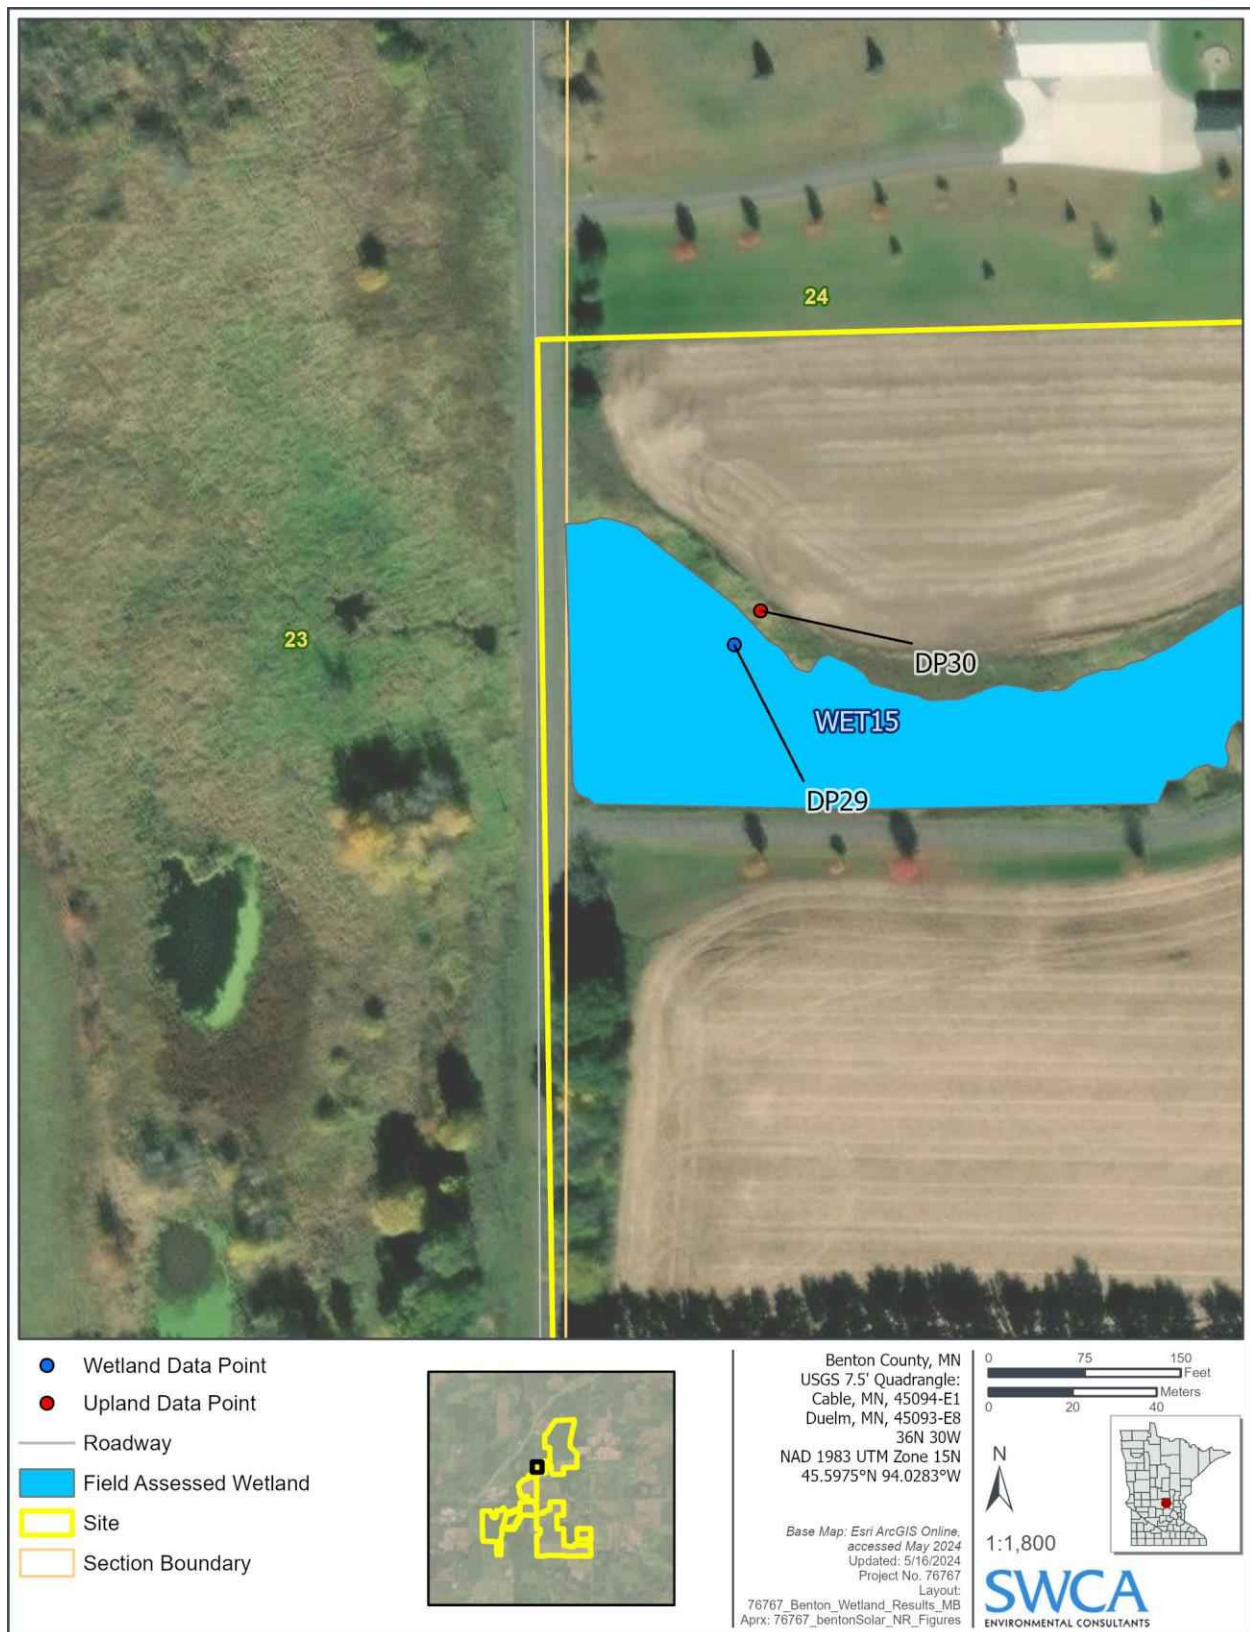 24
23
DP30
WET15
DP29
Wetland Data Point
Upland Data Point
Roadway
Field Assessed Wetland
Site
Section Boundary
Benton County, MN
USGS 7.5' Quadrangle:
Cable, MN, 45094-E1
Duelm, MN, 45093-E8
36N 30W
NAD 1983 UTM Zone 15N
45.5975°N 94.0283°W
Base Map: Esri ArcGIS Online,
accessed May 2024
Updated: 5/16/2024
Project No. 76767
Layout:
76767_Benton_Wetland_Results_MB
Aprx: 76767_bentonSolar_NR_Figures
0 75 150
Feet
Meters
0 20 40
N
1:1,800
SWCA
ENVIRONMENTAL CONSULTANTS